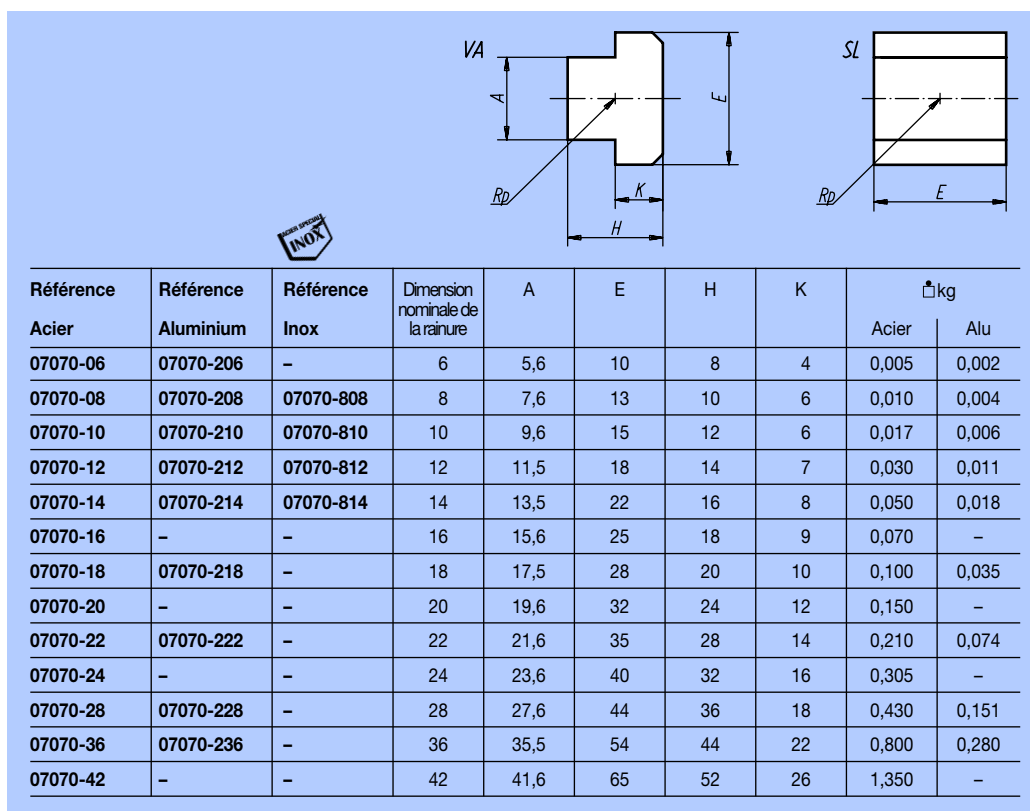 VA
SL
A
E
Rp
K
H
Rp
E
ACIER SPECIALE
INOX
Référence Référence Référence Dimension nominale de la rainure A E H K kg
Acier Aluminium Inox Acier Alu
07070-06 07070-206 – 6 5,6 10 8 4 0,005 0,002
07070-08 07070-208 07070-808 8 7,6 13 10 6 0,010 0,004
07070-10 07070-210 07070-810 10 9,6 15 12 6 0,017 0,006
07070-12 07070-212 07070-812 12 11,5 18 14 7 0,030 0,011
07070-14 07070-214 07070-814 14 13,5 22 16 8 0,050 0,018
07070-16 – – 16 15,6 25 18 9 0,070 –
07070-18 07070-218 – 18 17,5 28 20 10 0,100 0,035
07070-20 – – 20 19,6 32 24 12 0,150 –
07070-22 07070-222 – 22 21,6 35 28 14 0,210 0,074
07070-24 – – 24 23,6 40 32 16 0,305 –
07070-28 07070-228 – 28 27,6 44 36 18 0,430 0,151
07070-36 07070-236 – 36 35,5 54 44 22 0,800 0,280
07070-42 – – 42 41,6 65 52 26 1,350 –